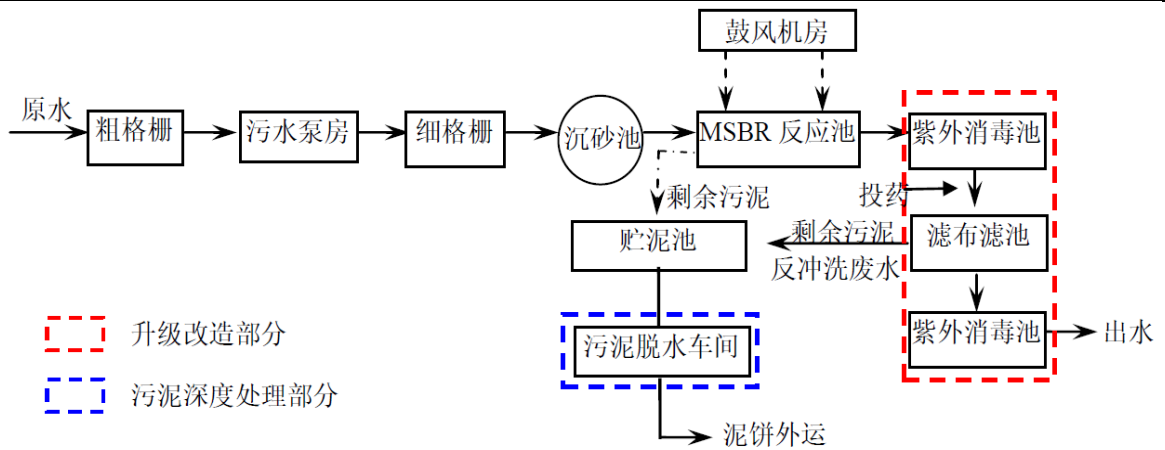 鼓风机房
原水
粗格栅
污水泵房
细格栅
沉砂池
MSBR 反应池
紫外消毒池
投药
剩余污泥
贮泥池
剩余污泥
反冲洗废水
滤布滤池
升级改造部分
污泥脱水车间
紫外消毒池
出水
污泥深度处理部分
泥饼外运